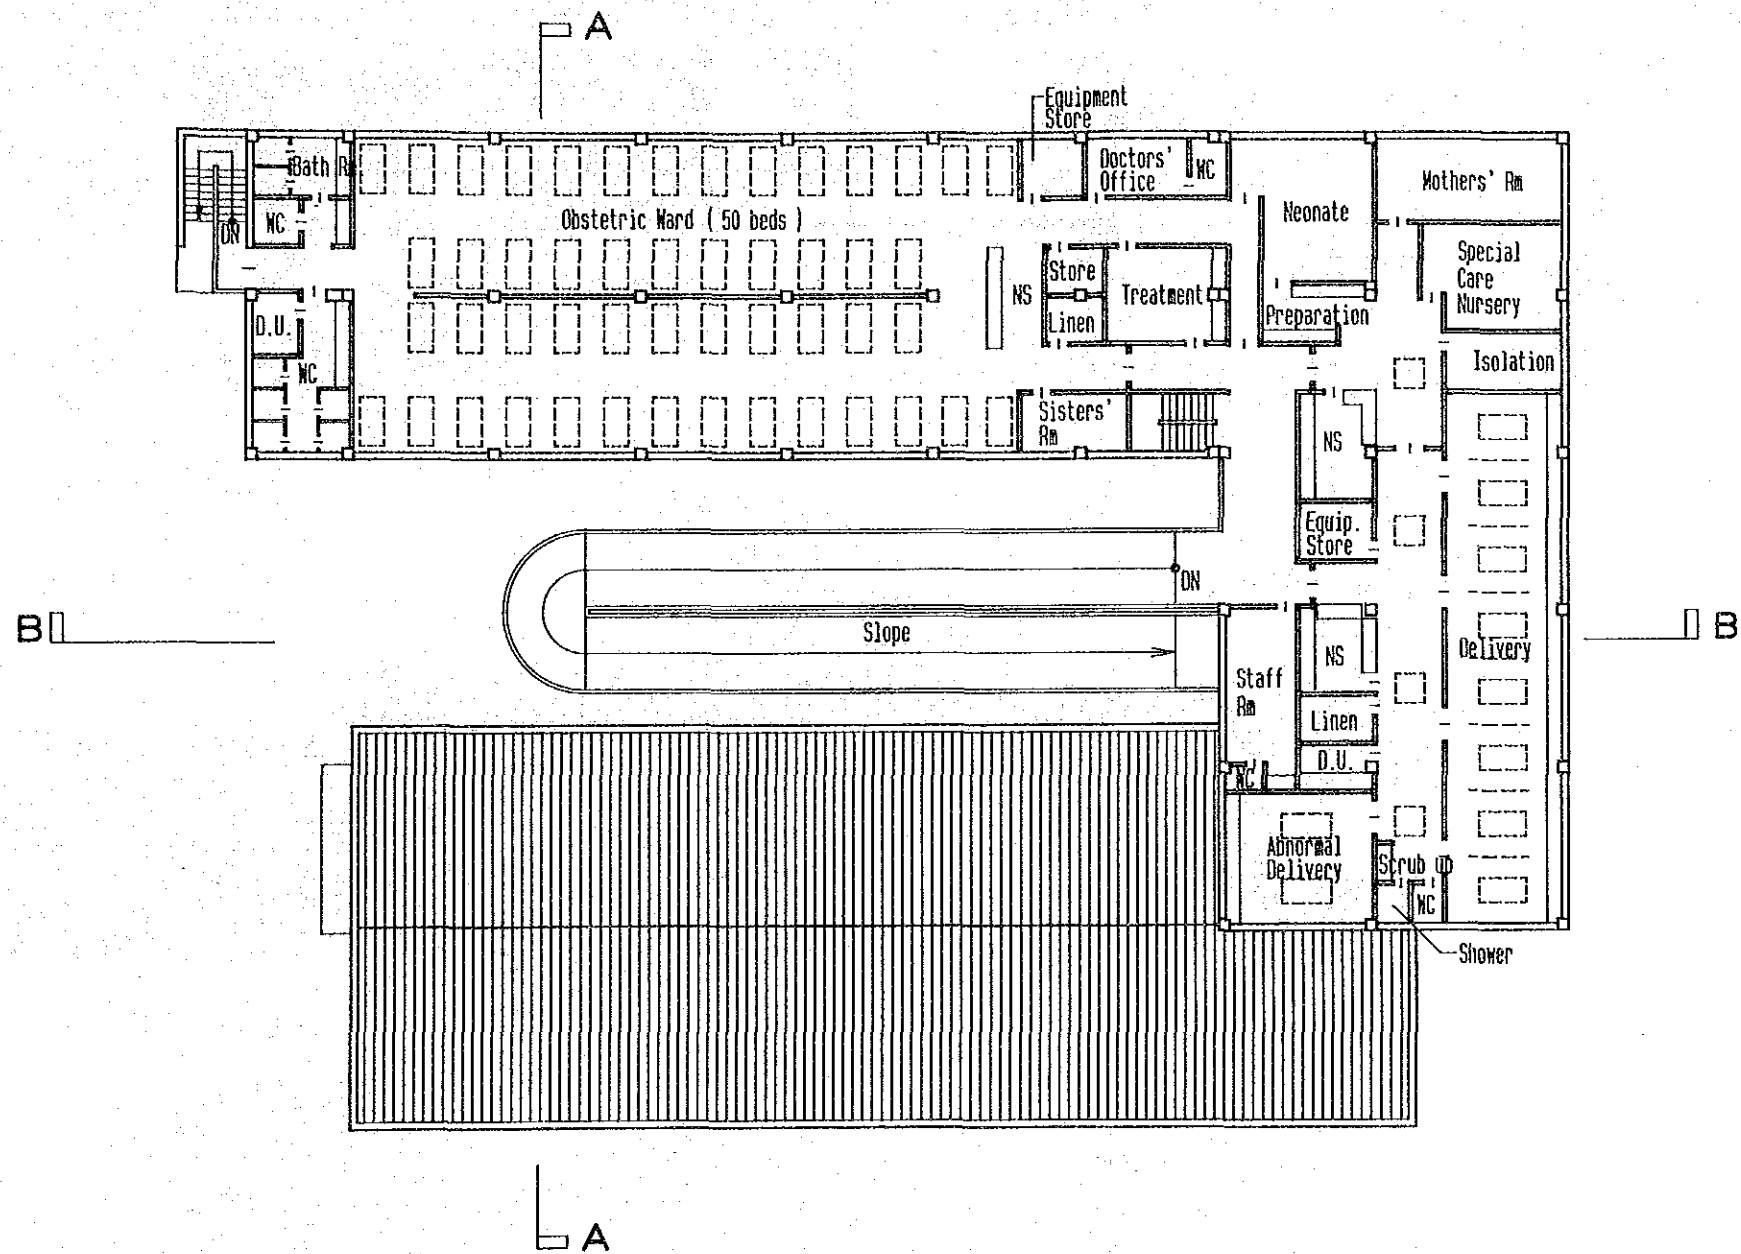 A
Equipment
Store
Bath Rm
Doctors'
Office
WC
Mothers' Rm
WC
Obstetric Ward ( 50 beds )
Neonate
DN
Special
Care
Nursery
Store
NS
Treatment
D.U.
Linen
Preparation
WC
Isolation
Sisters'
Rm
NS
Equip.
Store
DN
B
Slope
B
Delivery
NS
Staff
Rm
Linen
D.U.
WC
Abnormal
Delivery
Scrub up
WC
Shower
A